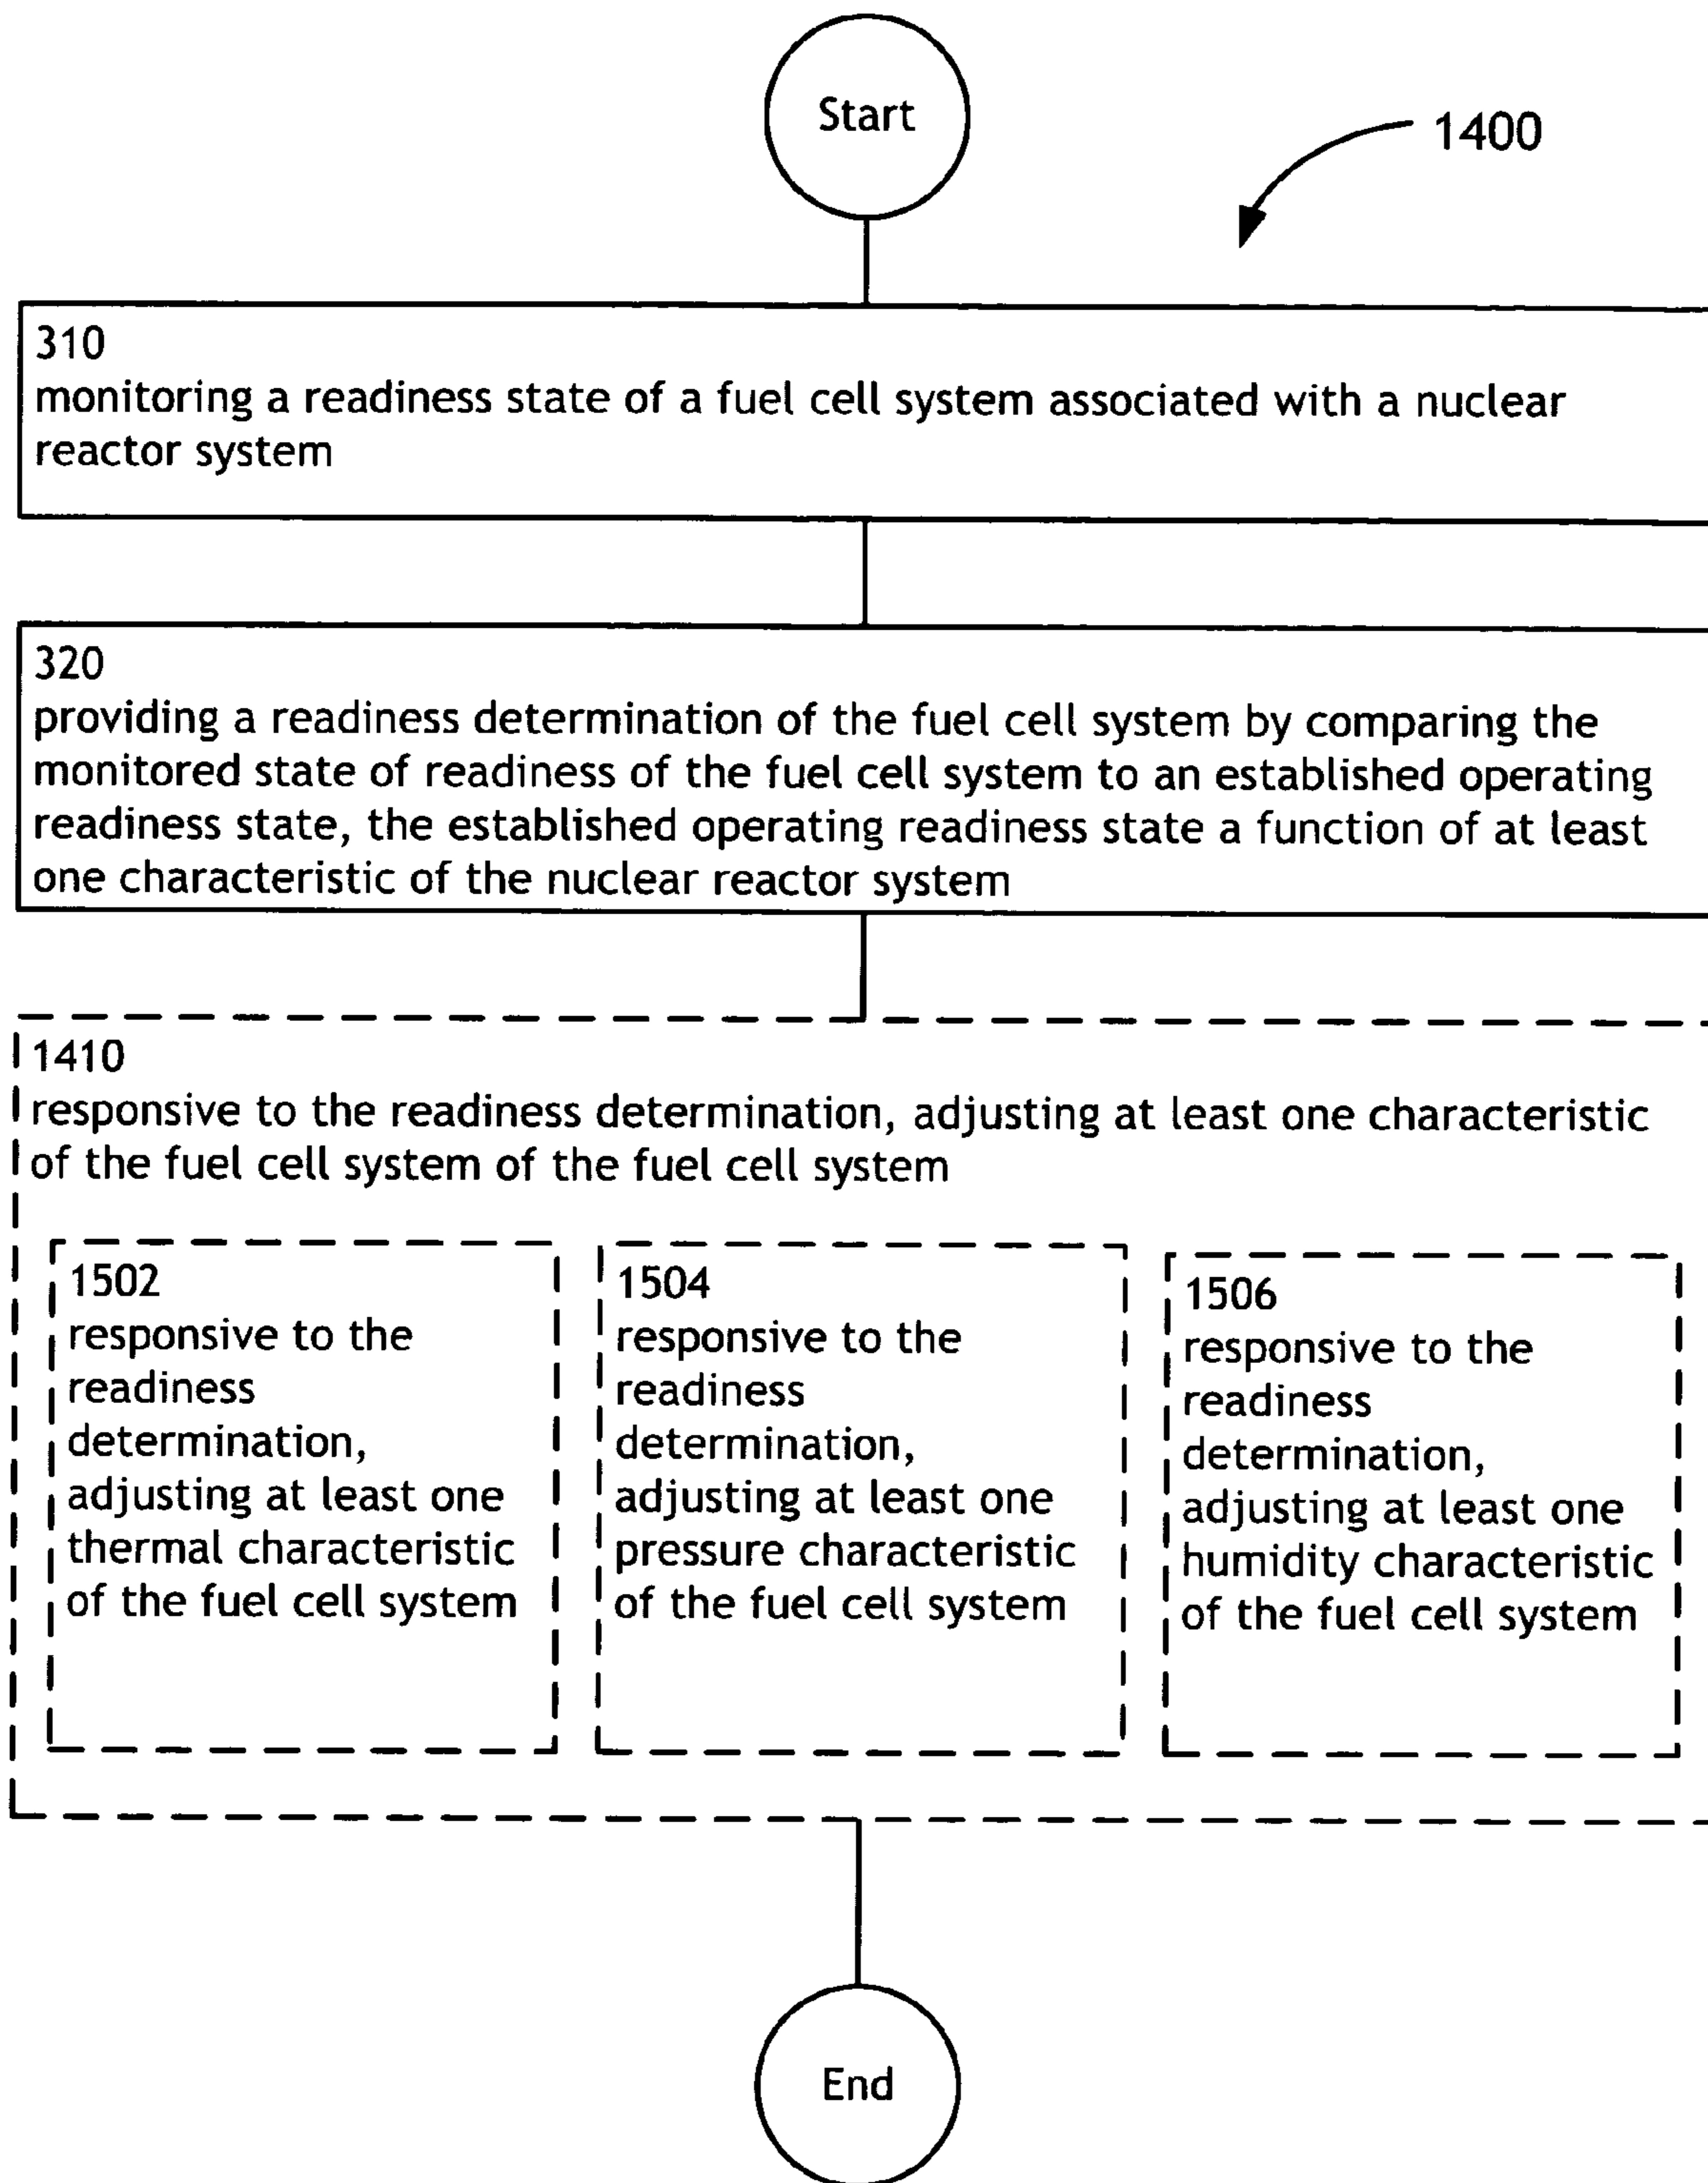 Start
1400
310
monitoring a readiness state of a fuel cell system associated with a nuclear
reactor system
320
providing a readiness determination of the fuel cell system by comparing the
monitored state of readiness of the fuel cell system to an established operating
readiness state, the established operating readiness state a function of at least
one characteristic of the nuclear reactor system
1410
responsive to the readiness determination, adjusting at least one characteristic
of the fuel cell system of the fuel cell system
1502
responsive to the
readiness
determination,
adjusting at least one
thermal characteristic
of the fuel cell system
1504
responsive to the
readiness
determination,
adjusting at least one
pressure characteristic
of the fuel cell system
1506
responsive to the
readiness
determination,
adjusting at least one
humidity characteristic
of the fuel cell system
End